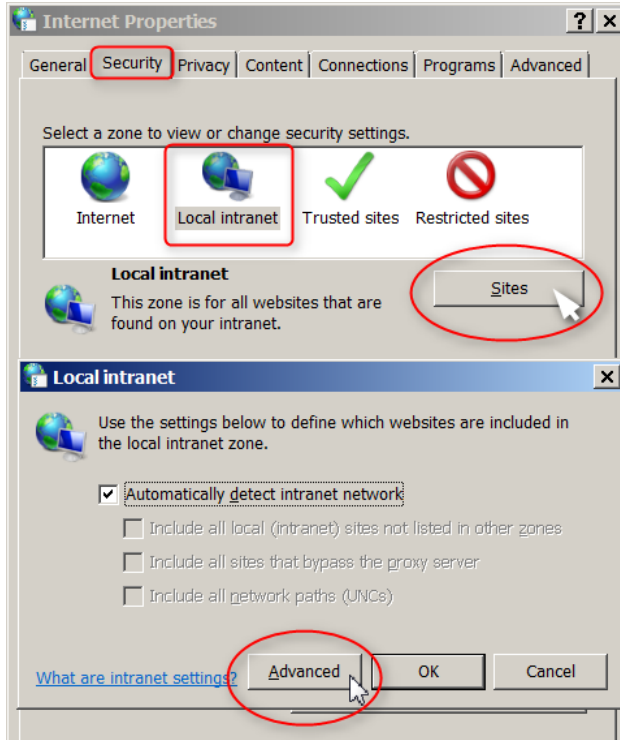 Internet Properties
General Security Privacy Content Connections Programs Advanced
Select a zone to view or change security settings.
Internet Local intranet Trusted sites Restricted sites
Local intranet
This zone is for all websites that are
found on your intranet.
Sites
Local intranet
Use the settings below to define which websites are included in
the local intranet zone.
Automatically detect intranet network
Include all local (intranet) sites not listed in other zones
Include all sites that bypass the proxy server
Include all network paths (UNCs)
What are intranet settings? Advanced OK Cancel